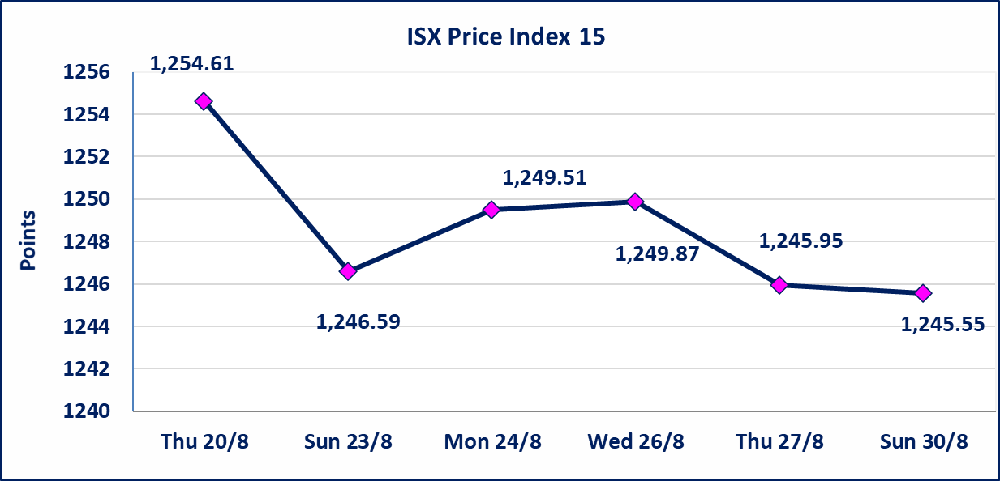 ISX Price Index 15
1,254.61
1256
1254
1252
1,249.51
1250
1248
1,245.95
1,249.87
1246
1,246.59
1244
1,245.55
1242
1240
Points
Thu 20/8
Sun 23/8
Mon 24/8
Wed 26/8
Thu 27/8
Sun 30/8